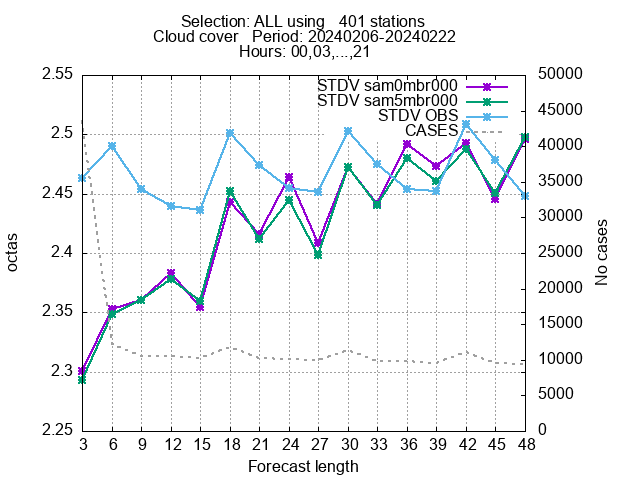 Selection: ALL using   401 stations
Cloud cover   Period: 20240206-20240222
Hours: 00,03,...,21
STDV sam0mbr000
STDV sam5mbr000
STDV OBS
CASES
2.55
2.5
2.45
2.4
2.35
2.3
2.25
octas
50000
45000
40000
35000
30000
25000
20000
15000
10000
5000
0
No cases
3 6 9 12 15 18 21 24 27 30 33 36 39 42 45 48
Forecast length